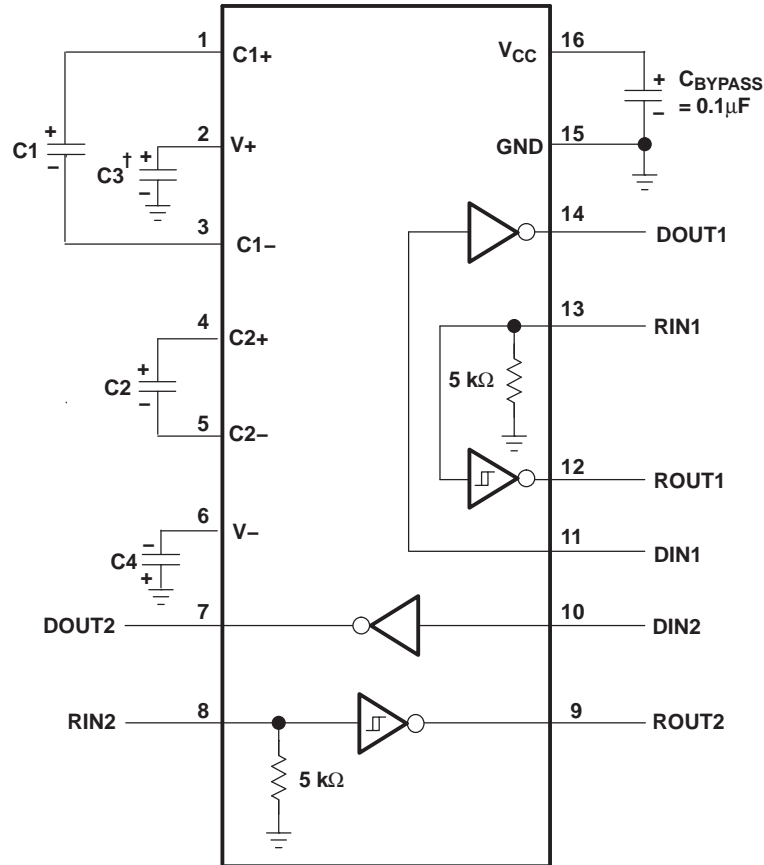 1
C1+
VCC
16
+
CBYPASS
−
= 0.1μF
2
V+
+
C3†
−
15
GND
+
C1
−
3
C1−
14
DOUT1
4
C2+
13
RIN1
5 kΩ
+
C2
−
5
C2−
12
ROUT1
6
V−
−
C4
+
11
DIN1
DOUT2
7
10
DIN2
RIN2
8
9
ROUT2
5 kΩ